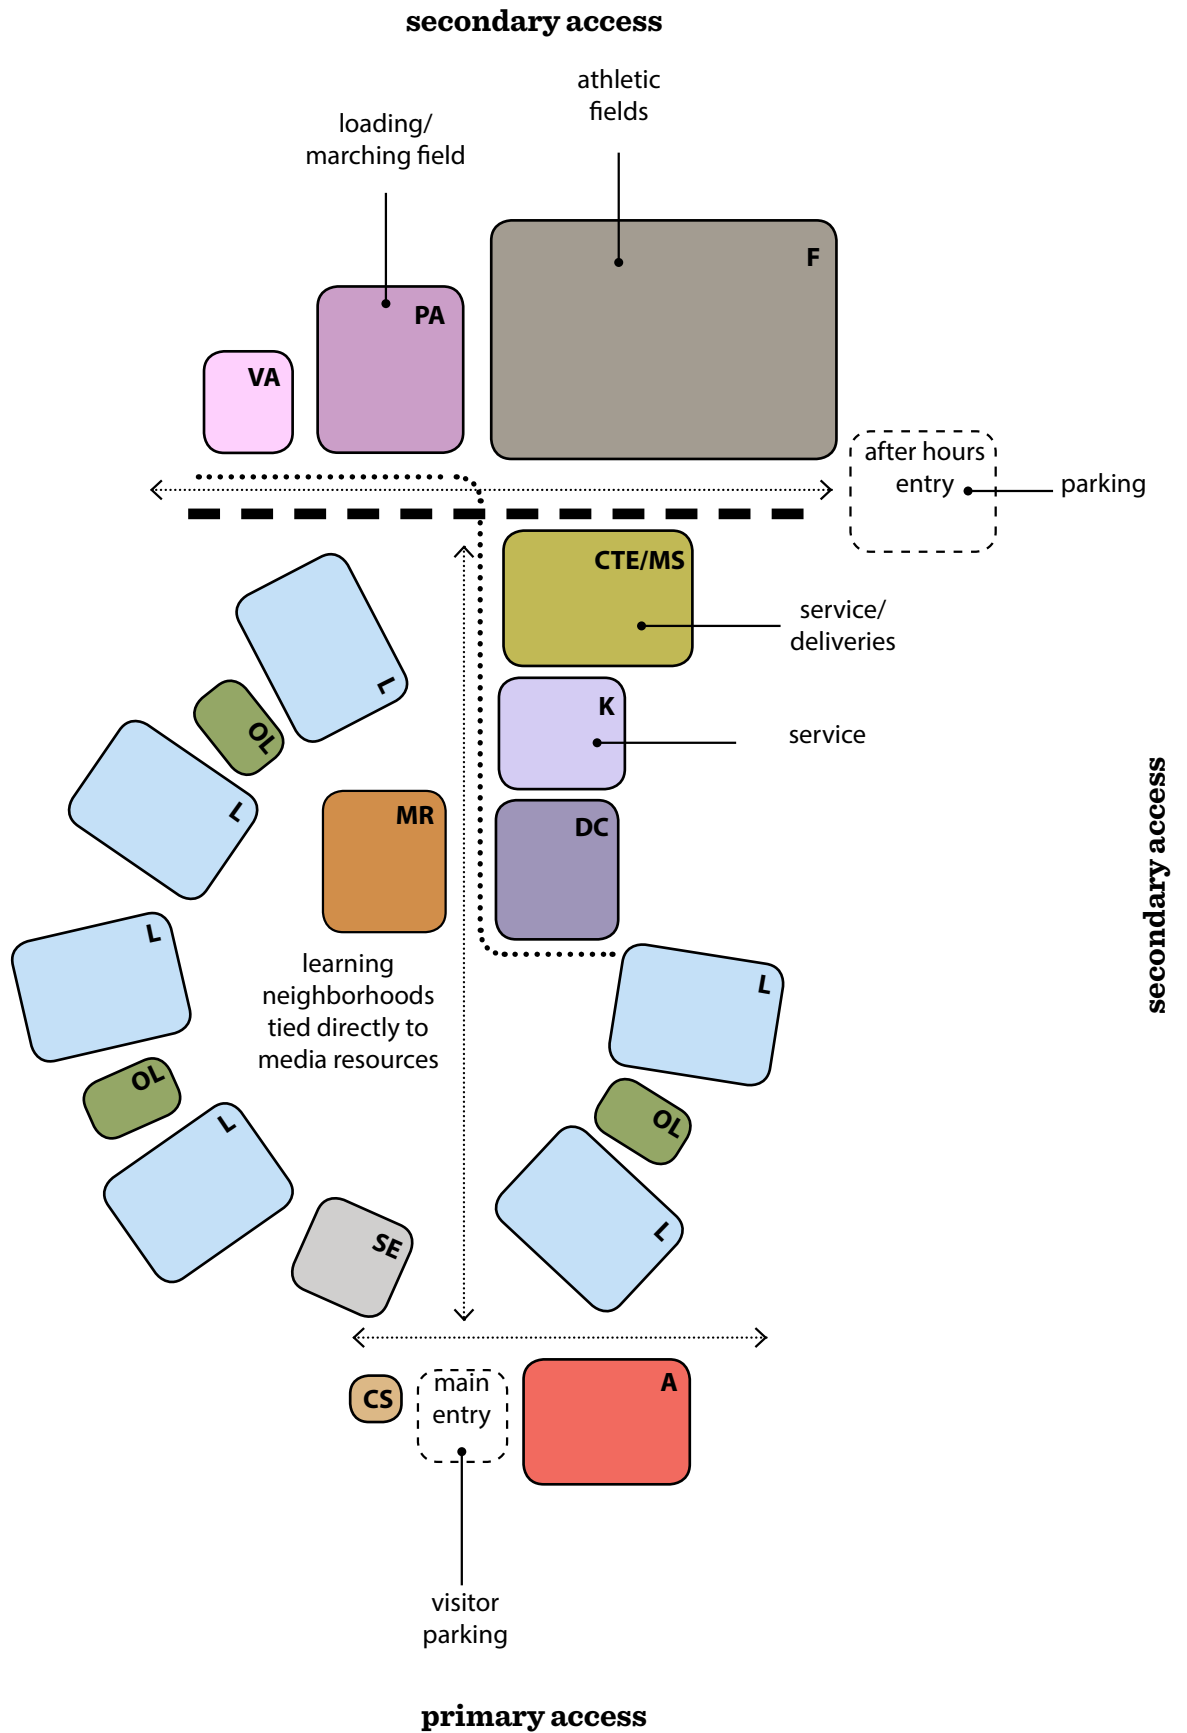 secondary access
athletic
fields
loading/
marching field
F
PA
VA
after hours
entry
parking
CTE/MS
service/
deliveries
L
K
OL
service
L
MR
DC
secondary access
L
learning
neighborhoods
tied directly to
media resources
L
OL
L
OL
L
SE
CS
main
entry
A
visitor
parking
primary access